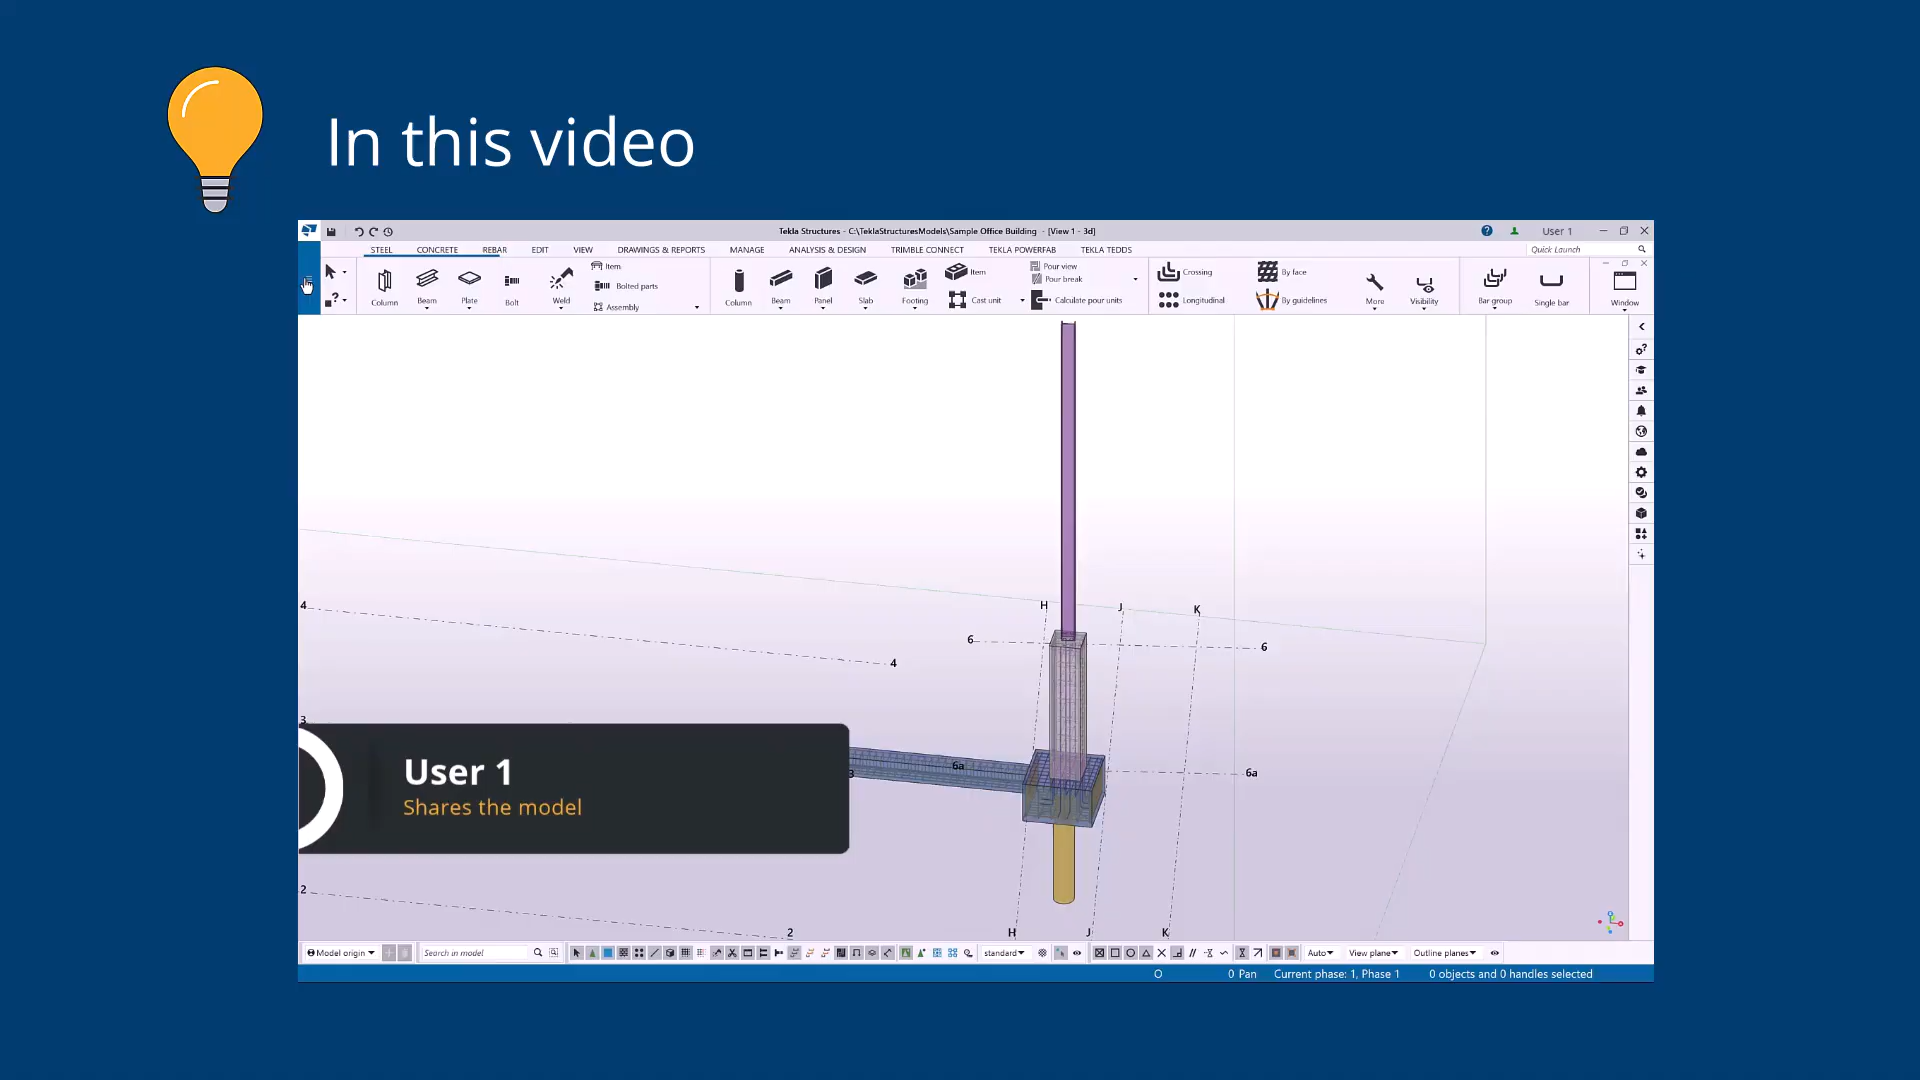 In this video
Tekla Structures - C:\TeklaStructuresModels\Sample Office Building - [View 1 - 3d]
User 1
STEEL CONCRETE REBAR EDIT VIEW DRAWINGS & REPORTS MANAGE ANALYSIS & DESIGN TRIMBLE CONNECT TEKLA POWERFAB TEKLA TEDDS
Quick Launch
Column Beam Plate Bolt Weld
Item
Bolted parts
Assembly
Column Beam Panel Slab Footing
Item
Cast unit
Pour view
Pour break
Calculate pour units
Crossing
Longitudinal
By face
By guidelines
More Visibility Bar group Single bar Window
H J K
4
6 6
4
3
6a
3
6a
User 1
Shares the model
2
2
H J K
Model origin
Search in model
standard
Auto
View plane
Outline planes
O
0 Pan
Current phase: 1, Phase 1
0 objects and 0 handles selected